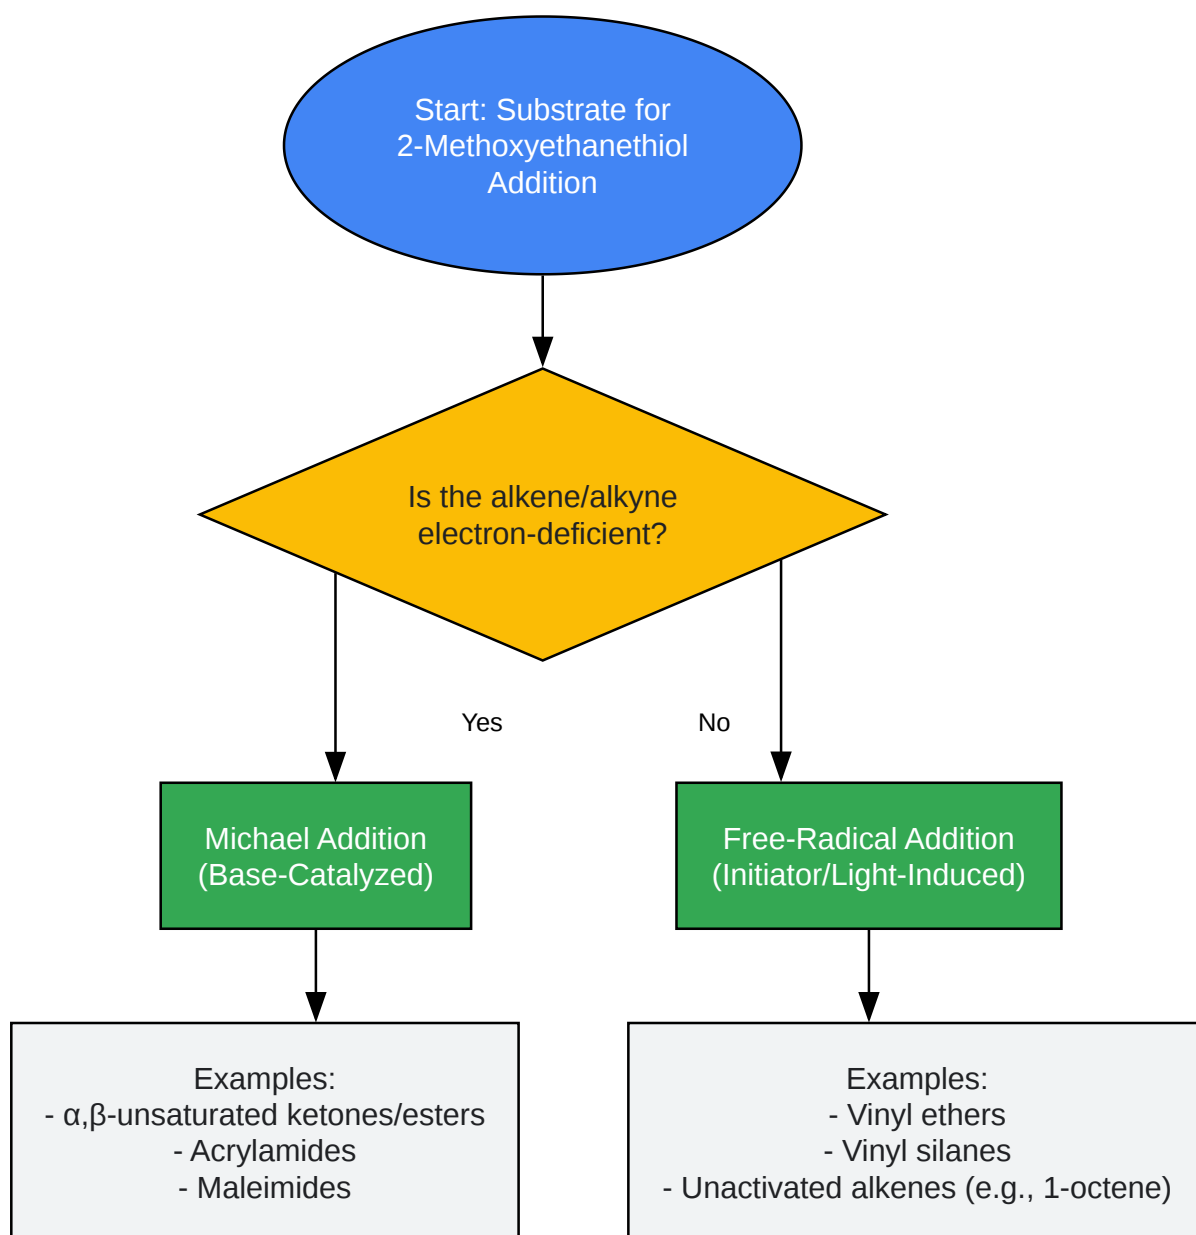 Start: Substrate for
2-Methoxyethanethiol
Addition
Is the alkene/alkyne
electron-deficient?
Yes
No
Michael Addition
(Base-Catalyzed)
Free-Radical Addition
(Initiator/Light-Induced)
Examples:
- α,β-unsaturated ketones/esters
- Acrylamides
- Maleimides
Examples:
- Vinyl ethers
- Vinyl silanes
- Unactivated alkenes (e.g., 1-octene)